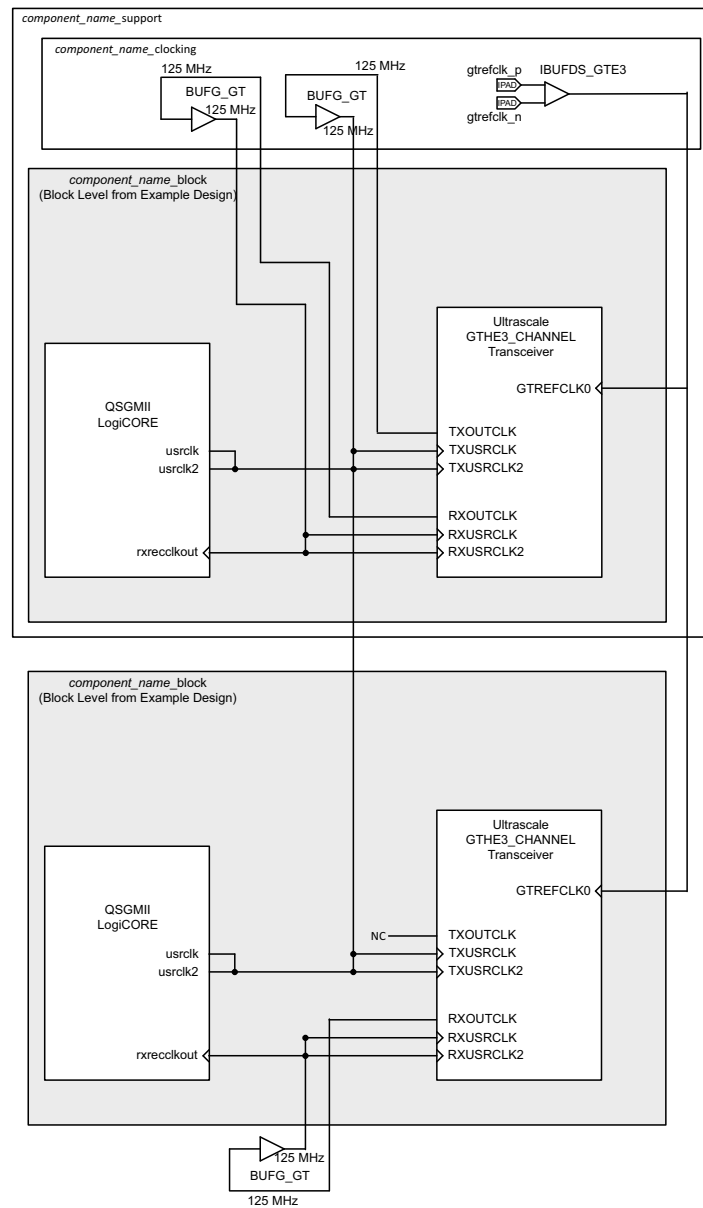 component_name_support
component_name_clocking
125 MHz
BUFG_GT
125 MHz
125 MHz
BUFG_GT
125 MHz
gtrefclk_p
IPAD
IPAD
gtrefclk_n
IBUFDS_GTE3
component_name_block
(Block Level from Example Design)
QSGMII
LogiCORE
usrclk
usrclk2
rxrecclkout
Ultrascale
GTHE3_CHANNEL
Transceiver
GTREFCLK0
TXOUTCLK
TXUSRCLK
TXUSRCLK2
RXOUTCLK
RXUSRCLK
RXUSRCLK2
component_name_block
(Block Level from Example Design)
QSGMII
LogiCORE
usrclk
usrclk2
rxrecclkout
Ultrascale
GTHE3_CHANNEL
Transceiver
GTREFCLK0
NC
TXOUTCLK
TXUSRCLK
TXUSRCLK2
RXOUTCLK
RXUSRCLK
RXUSRCLK2
125 MHz
BUFG_GT
125 MHz